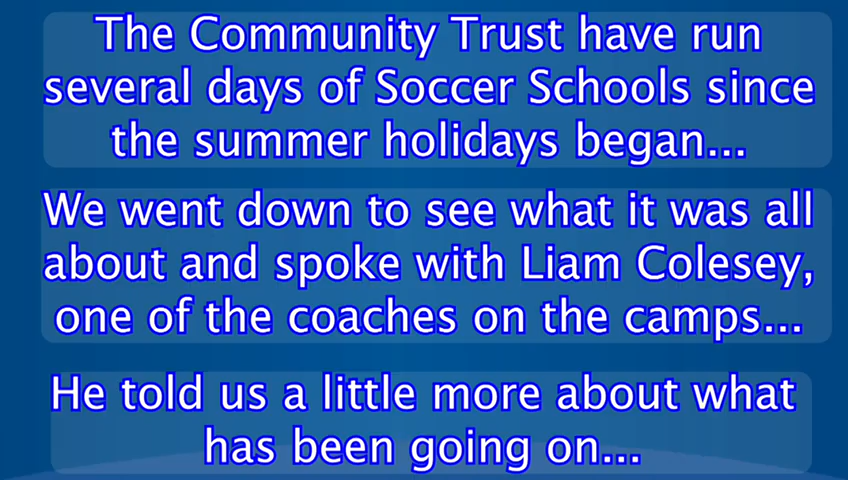 The Community Trust have run
several days of Soccer Schools since
the summer holidays began...
We went down to see what it was all
about and spoke with Liam Colesey,
one of the coaches on the camps...
He told us a little more about what
has been going on...